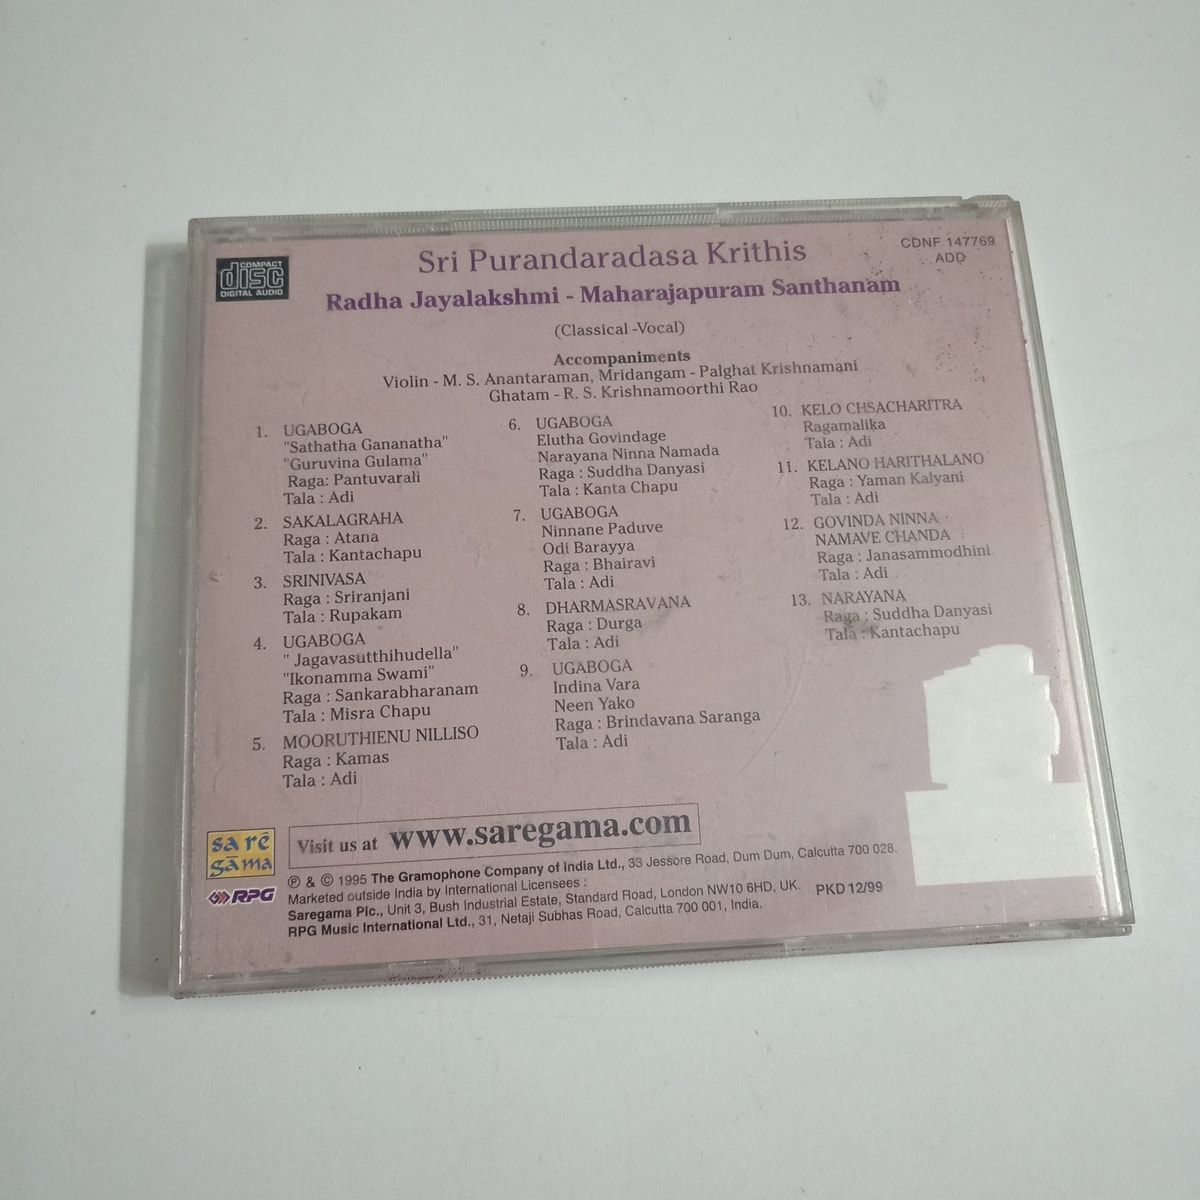 COMPACT
disc
DIGITAL AUDIO
Sri Purandaradasa Krithis
CDNF 147769
ADD
Radha Jayalakshmi - Maharajapuram Santhanam
(Classical -Vocal)
Accompaniments
Violin - M. S. Anantaraman, Mridangam - Palghat Krishnamani
Ghatam - R. S. Krishnamoorthi Rao
1. UGABOGA
"Sathatha Gananatha"
"Guruvina Gulama"
Raga: Pantuvarali
Tala : Adi
2. SAKALAGRAHA
Raga : Atana
Tala : Kantachapu
3. SRINIVASA
Raga : Sriranjani
Tala : Rupakam
4. UGABOGA
" Jagavasutthihudella"
"Ikonamma Swami"
Raga : Sankarabharanam
Tala : Misra Chapu
5. MOORUTHIENU NILLISO
Raga : Kamas
Tala : Adi
6. UGABOGA
Elutha Govindage
Narayana Ninna Namada
Raga : Suddha Danyasi
Tala : Kanta Chapu
7. UGABOGA
Ninnane Paduve
Odi Barayya
Raga : Bhairavi
Tala : Adi
8. DHARMASRAVANA
Raga : Durga
Tala : Adi
9. UGABOGA
Indina Vara
Neen Yako
Raga : Brindavana Saranga
Tala : Adi
10. KELO CHSACHARITRA
Ragamalika
Tala : Adi
11. KELANO HARITHALANO
Raga : Yaman Kalyani
Tala : Adi
12. GOVINDA NINNA
NAMAVE CHANDA
Raga : Janasammodhini
Tala : Adi
13. NARAYANA
Raga : Suddha Danyasi
Tala : Kantachapu
sa rē
gāma
RPG
Visit us at www.saregama.com
℗ & © 1995 The Gramophone Company of India Ltd., 33 Jessore Road, Dum Dum, Calcutta 700 028.
Marketed outside India by International Licensees :
Saregama Plc., Unit 3, Bush Industrial Estate, Standard Road, London NW10 6HD, UK. PKD 12/99
RPG Music International Ltd., 31, Netaji Subhas Road, Calcutta 700 001, India.